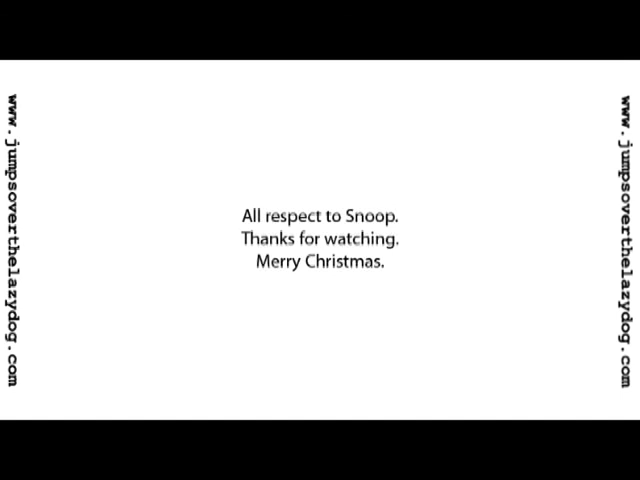 www.jumpsoverthelazydog.com
All respect to Snoop.
Thanks for watching.
Merry Christmas.
www.jumpsoverthelazydog.com